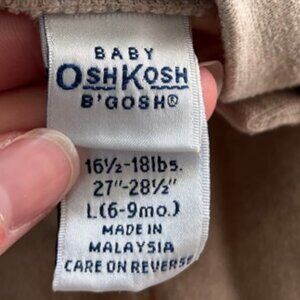 BABY
OSHKOSH
B'GOSH®
16½-18lbs.
27"-28½"
L(6-9mo.)
MADE IN
MALAYSIA
CARE ON REVERSE